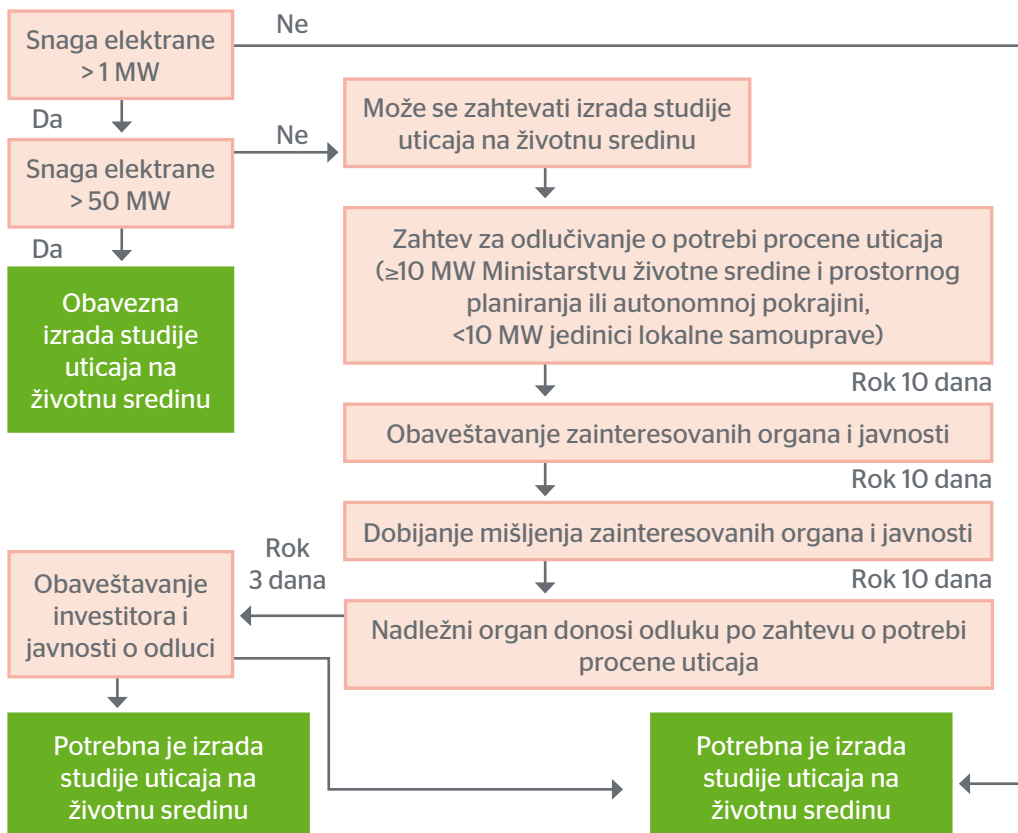 Snaga elektrane
> 1 MW
Ne
Da
Snaga elektrane
> 50 MW
Ne
Da
Obavezna
izrada studije
uticaja na
životnu sredinu
Može se zahtevati izrada studije
uticaja na životnu sredinu
Zahtev za odlučivanje o potrebi procene uticaja
(≥10 MW Ministarstvu životne sredine i prostornog
planiranja ili autonomnoj pokrajini,
<10 MW jedinici lokalne samouprave)
Rok 10 dana
Obaveštavanje zainteresovanih organa i javnosti
Rok 10 dana
Dobijanje mišljenja zainteresovanih organa i javnosti
Rok 10 dana
Nadležni organ donosi odluku po zahtevu o potrebi
procene uticaja
Rok
3 dana
Obaveštavanje
investitora i
javnosti o odluci
Potrebna je izrada
studije uticaja na
životnu sredinu
Potrebna je izrada
studije uticaja na
životnu sredinu